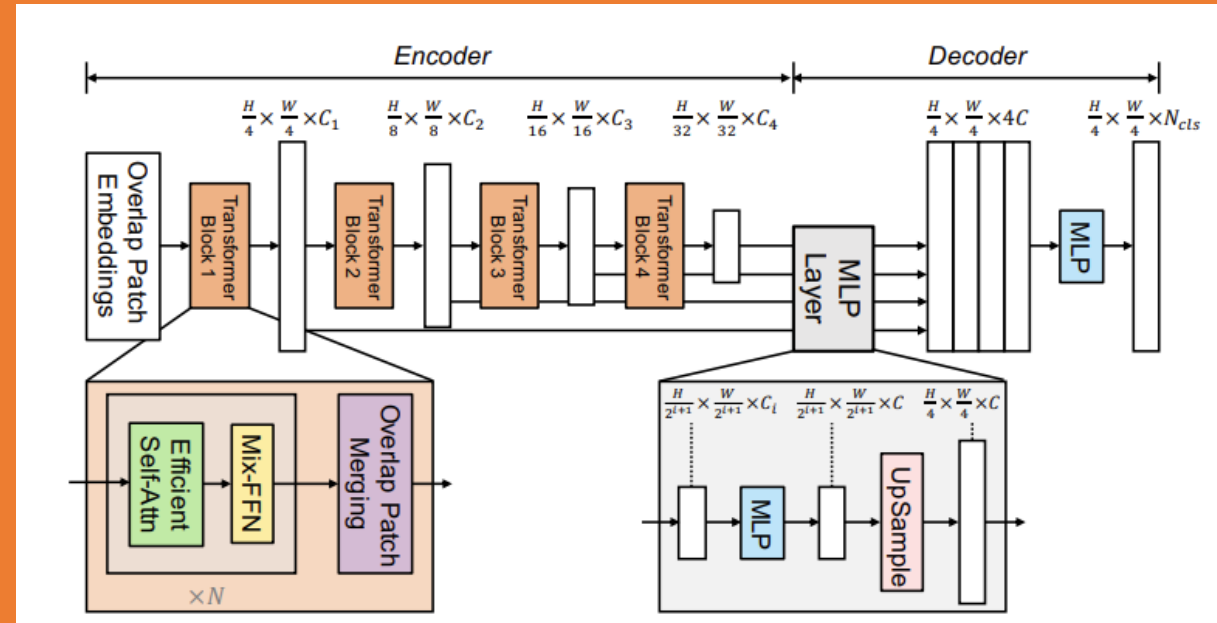 Encoder
Decoder
H/4 × W/4 ×C₁
H/8 × W/8 ×C₂
H/16 × W/16 ×C₃
H/32 × W/32 ×C₄
H/4 × W/4 ×4C
H/4 × W/4 ×N_cls
Overlap Patch
Embeddings
Transformer
Block 1
Transformer
Block 2
Transformer
Block 3
Transformer
Block 4
MLP
Layer
MLP
Efficient
Self-Attn
Mix-FFN
×N
Overlap Patch
Merging
H/2^{i+1} × W/2^{i+1} ×C_i
H/2^{i+1} × W/2^{i+1} ×C
H/4 × W/4 ×C
MLP
UpSample